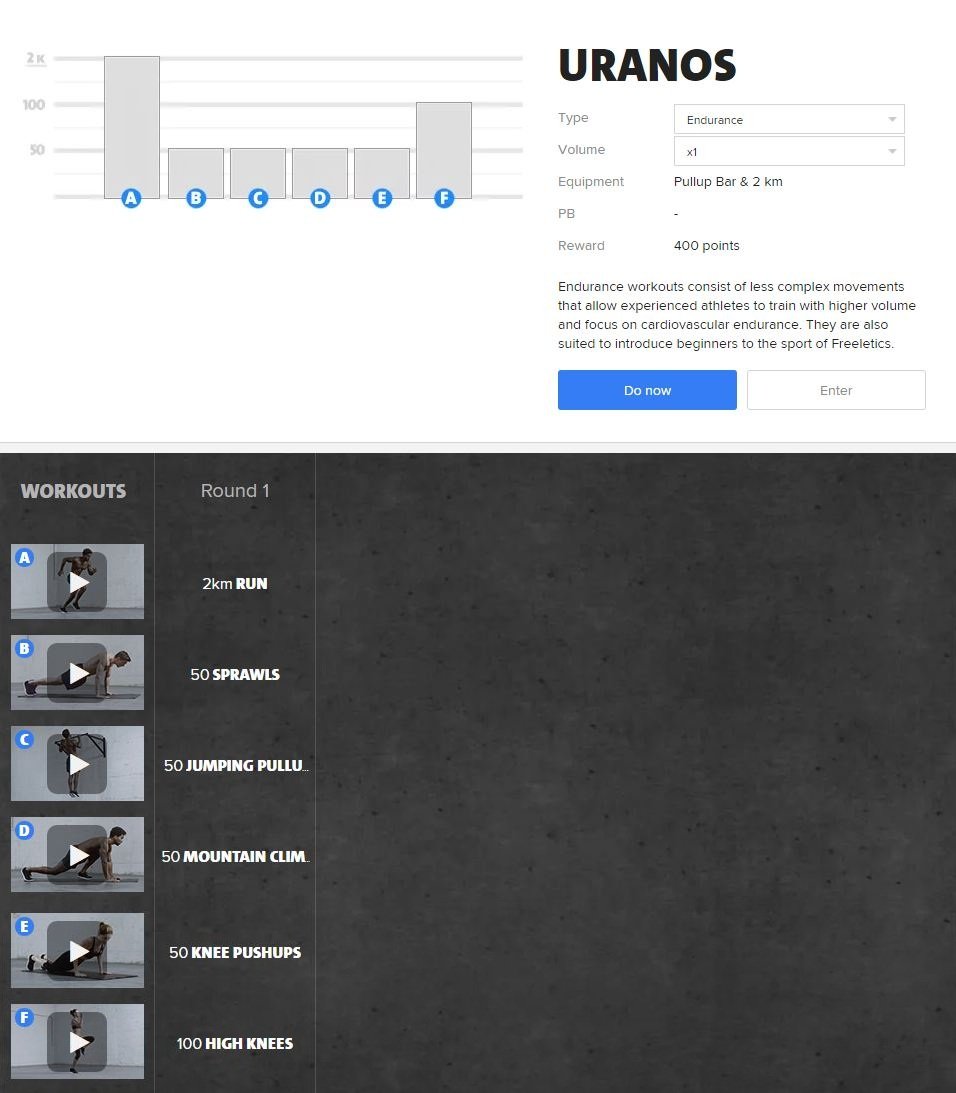 2 K
100
50
A B C D E F
URANOS
Type Endurance
Volume x1
Equipment Pullup Bar & 2 km
PB -
Reward 400 points
Endurance workouts consist of less complex movements
that allow experienced athletes to train with higher volume
and focus on cardiovascular endurance. They are also
suited to introduce beginners to the sport of Freeletics.
Do now Enter
WORKOUTS Round 1
A 2km RUN
B 50 SPRAWLS
C 50 JUMPING PULLU...
D 50 MOUNTAIN CLIM...
E 50 KNEE PUSHUPS
F 100 HIGH KNEES